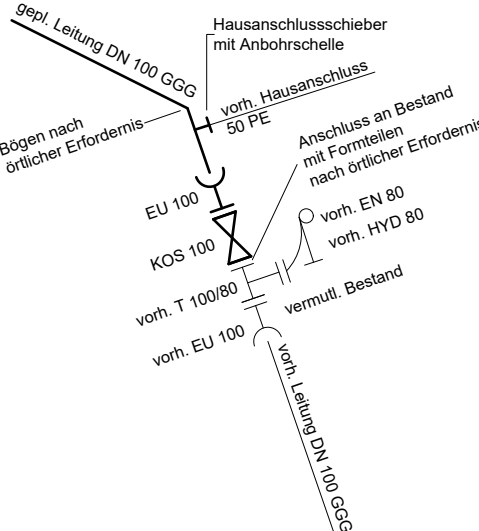 gepl. Leitung DN 100 GGG
Hausanschlussschieber
mit Anbohrschelle
vorh. Hausanschluss
50 PE
Bögen nach
örtlicher Erfordernis
Anschluss an Bestand
mit Formteilen
nach örtlicher Erfordernis
EU 100
KOS 100
vorh. EN 80
vorh. HYD 80
vorh. T 100/80
vermutl. Bestand
vorh. EU 100
vorh. Leitung DN 100 GGG